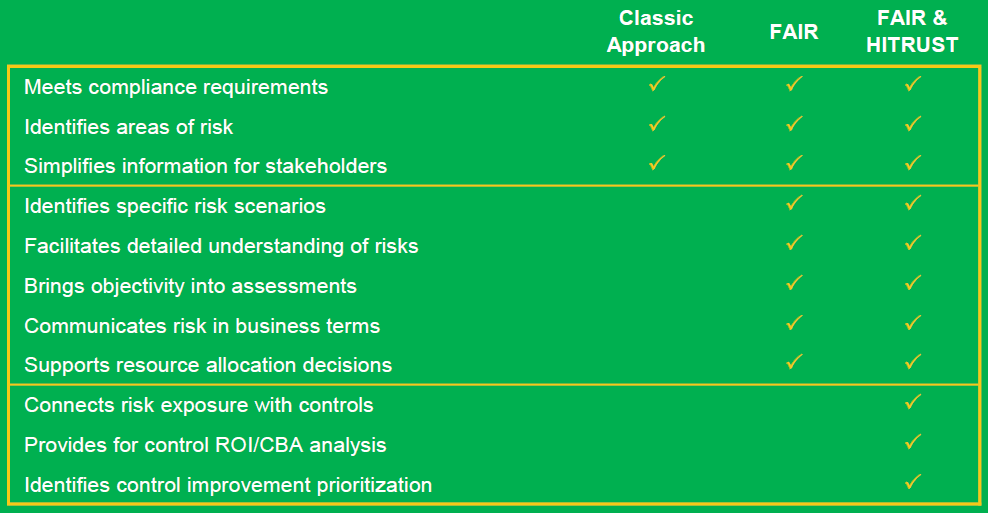 Classic Approach FAIR FAIR & HITRUST
Meets compliance requirements ✓ ✓ ✓
Identifies areas of risk ✓ ✓ ✓
Simplifies information for stakeholders ✓ ✓ ✓
Identifies specific risk scenarios ✓ ✓
Facilitates detailed understanding of risks ✓ ✓
Brings objectivity into assessments ✓ ✓
Communicates risk in business terms ✓ ✓
Supports resource allocation decisions ✓ ✓
Connects risk exposure with controls ✓
Provides for control ROI/CBA analysis ✓
Identifies control improvement prioritization ✓